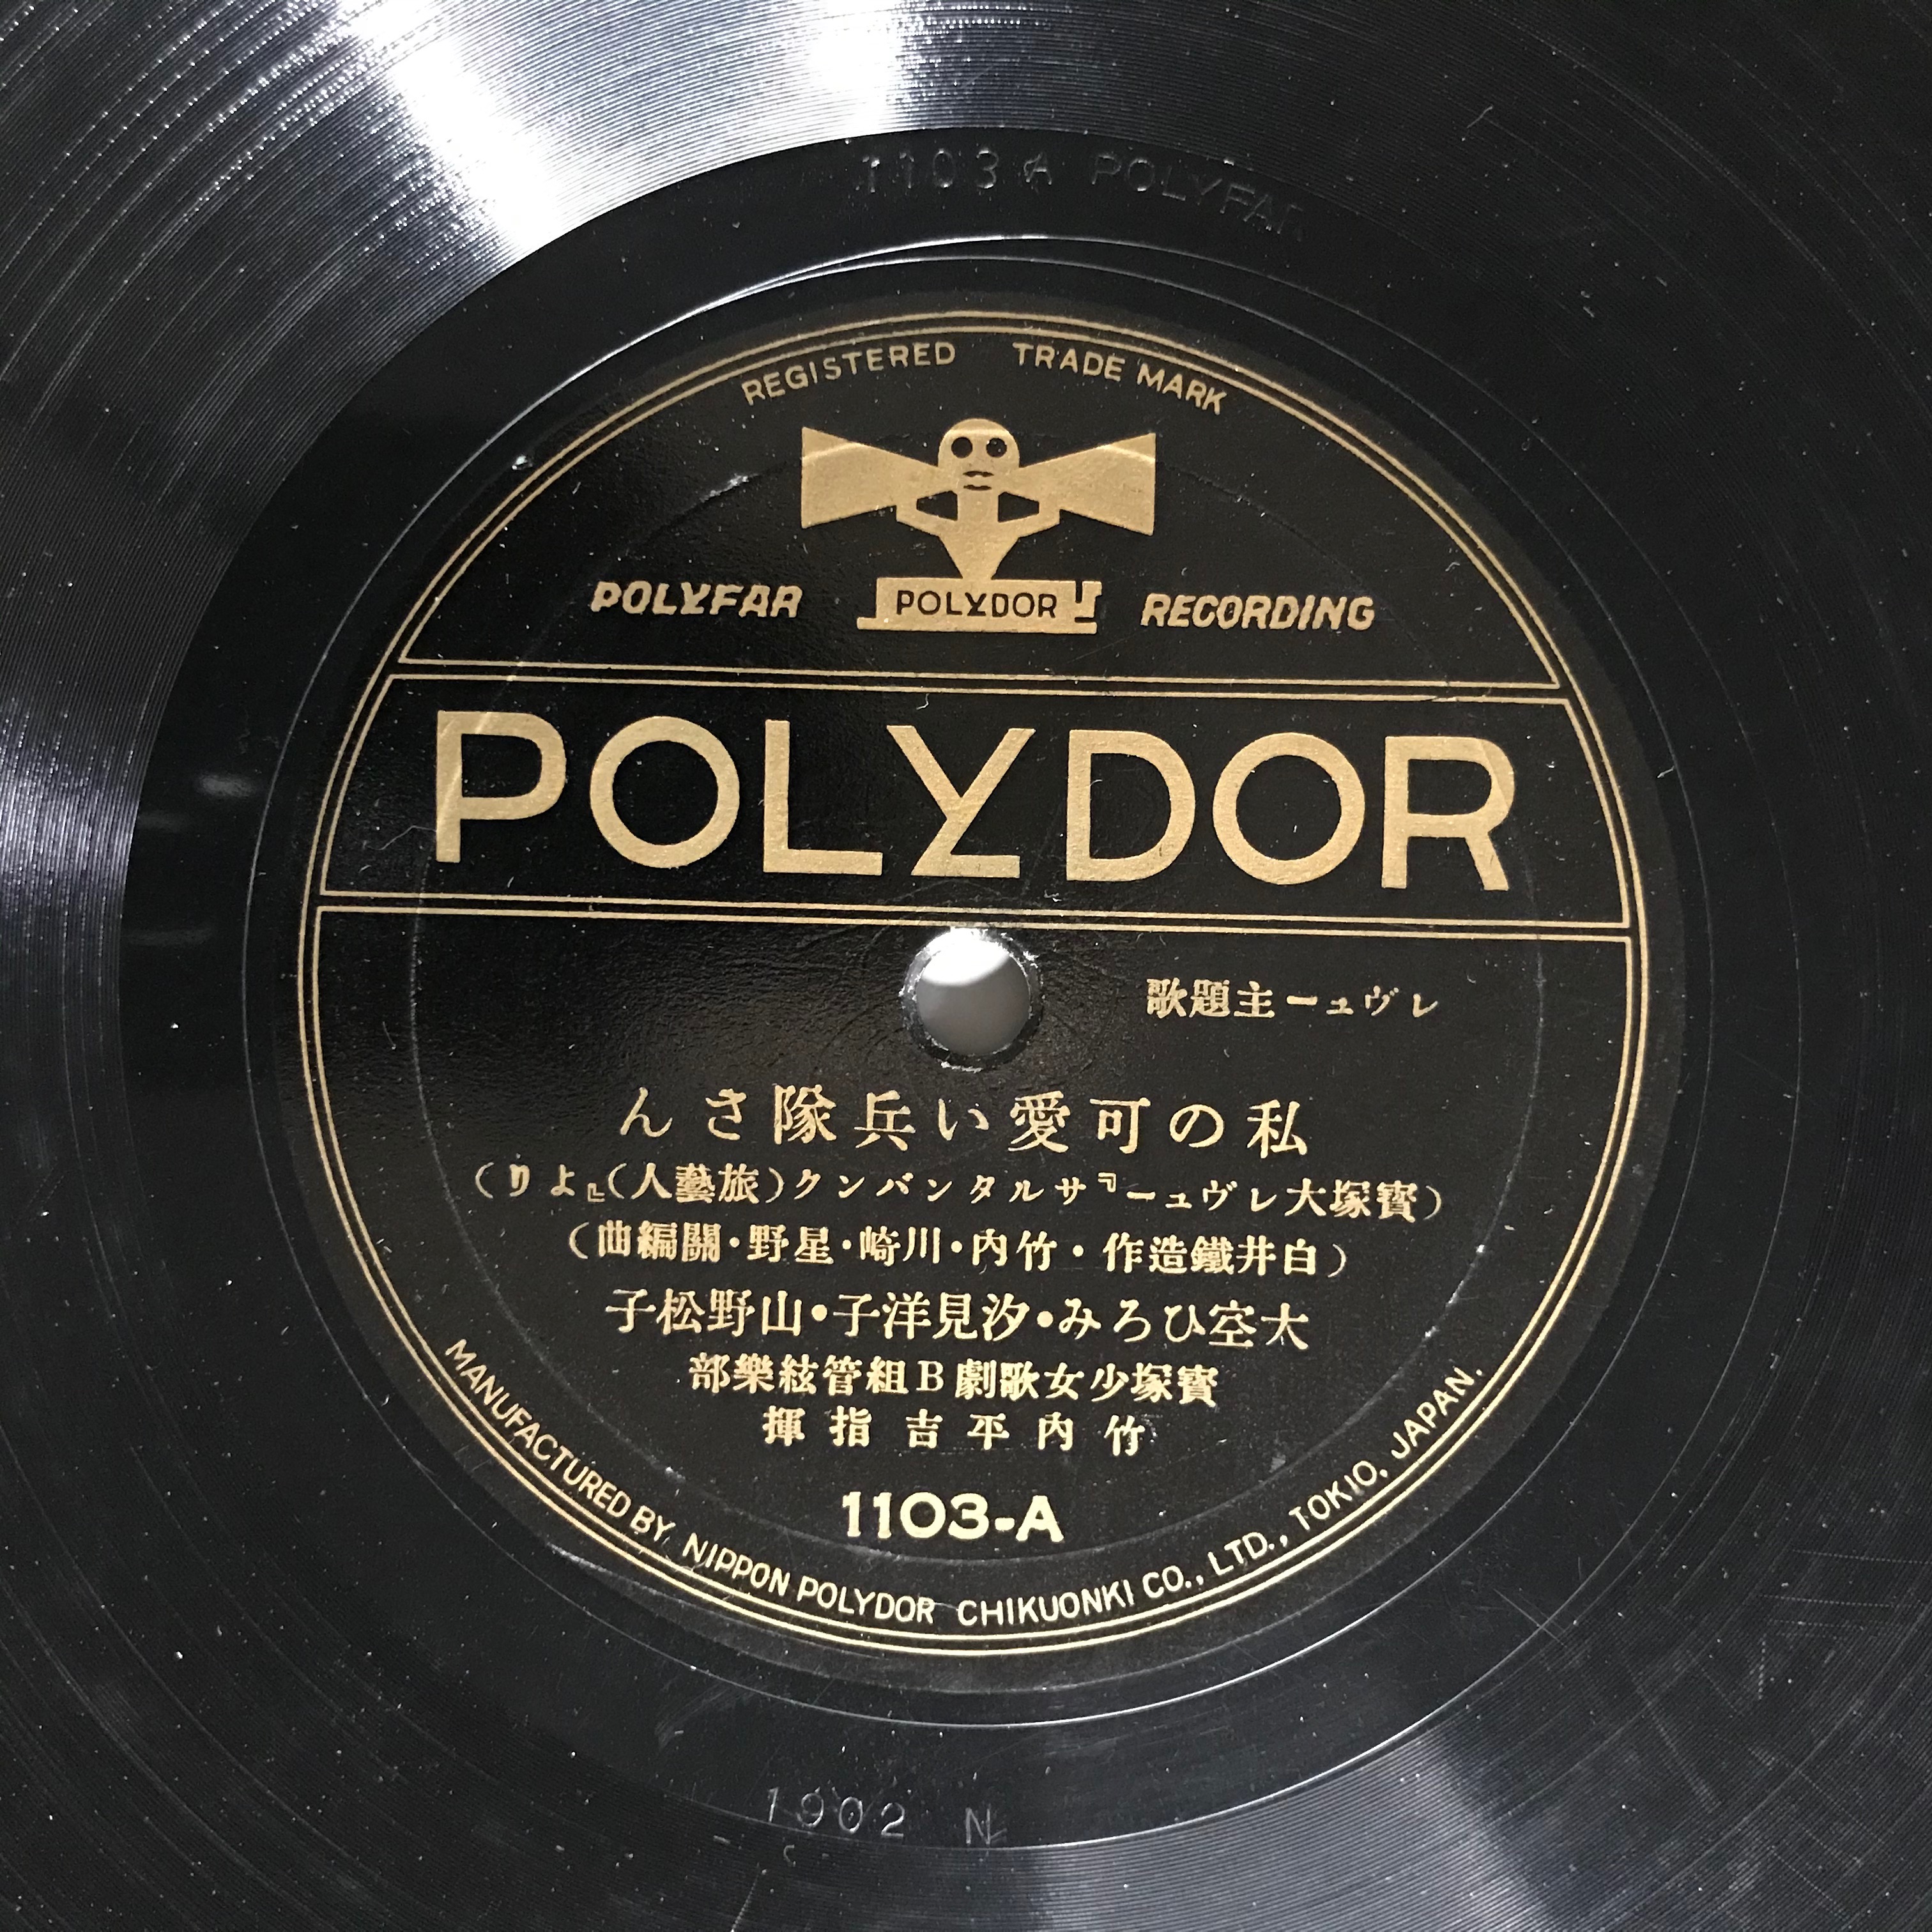 1103 A POLYFAR
REGISTERED TRADE MARK
POLYFAR POLYDOR RECORDING
POLYDOR
レヴュー主題歌
私の可愛い兵隊さん
(寶塚大レヴュー『サルタンバンク(旅藝人)』より)
(白井鐵造作・竹内・川崎・星野・關編曲)
大空ひろみ・汐見洋子・山野松子
寶塚少女歌劇B組管絃樂部
竹内平吉指揮
1103-A
MANUFACTURED BY NIPPON POLYDOR CHIKUONKI CO., LTD., TOKIO, JAPAN.
1902 N